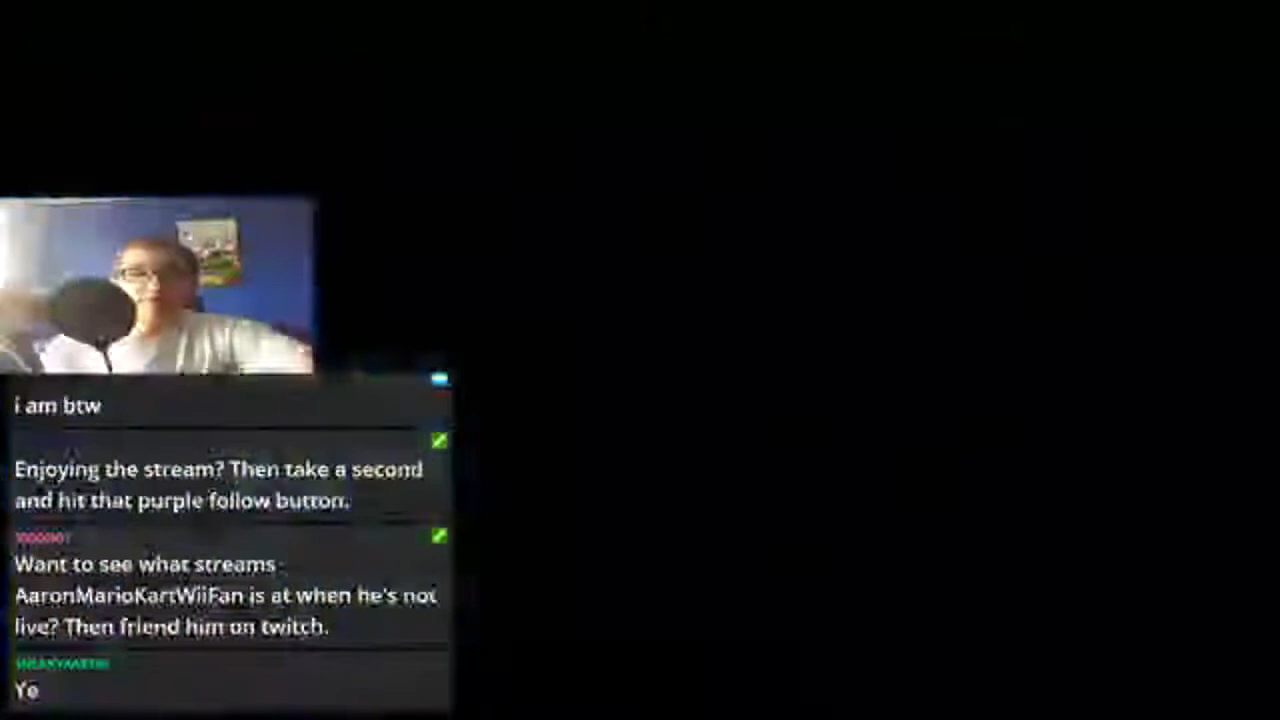 i am btw
Enjoying the stream? Then take a second
and hit that purple follow button.
Want to see what streams
AaronMarioKartWiiFan is at when he's not
live? Then friend him on twitch.
Ye